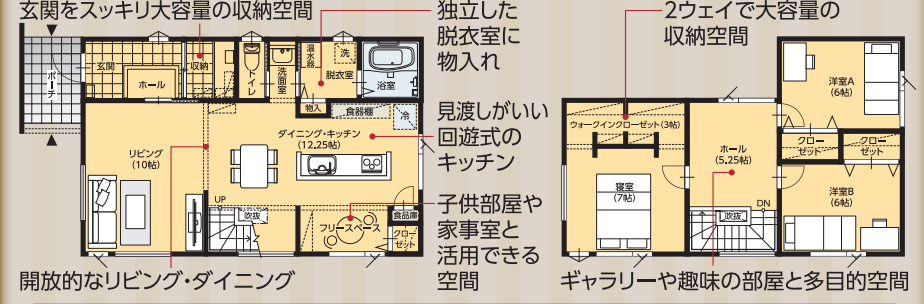 玄関をスッキリ大容量の収納空間
独立した
脱衣室に
物入れ
2ウェイで大容量の
収納空間
ポーチ
玄関
ホール
収納
トイレ
洗面室
温水器
洗
脱衣室
浴室
物入
食器棚
冷
見渡しがいい
回遊式の
キッチン
リビング
(10帖)
ダイニング・キッチン
(12.25帖)
UP
吹抜
フリースペース
食品庫
クロー
ゼット
子供部屋や
家事室と
活用できる
空間
開放的なリビング・ダイニング
ウォークインクローゼット(3帖)
ホール
(5.25帖)
洋室A
(6帖)
クロー
ゼット
クロー
ゼット
寝室
(7帖)
吹抜
DN
洋室B
(6帖)
ギャラリーや趣味の部屋と多目的空間